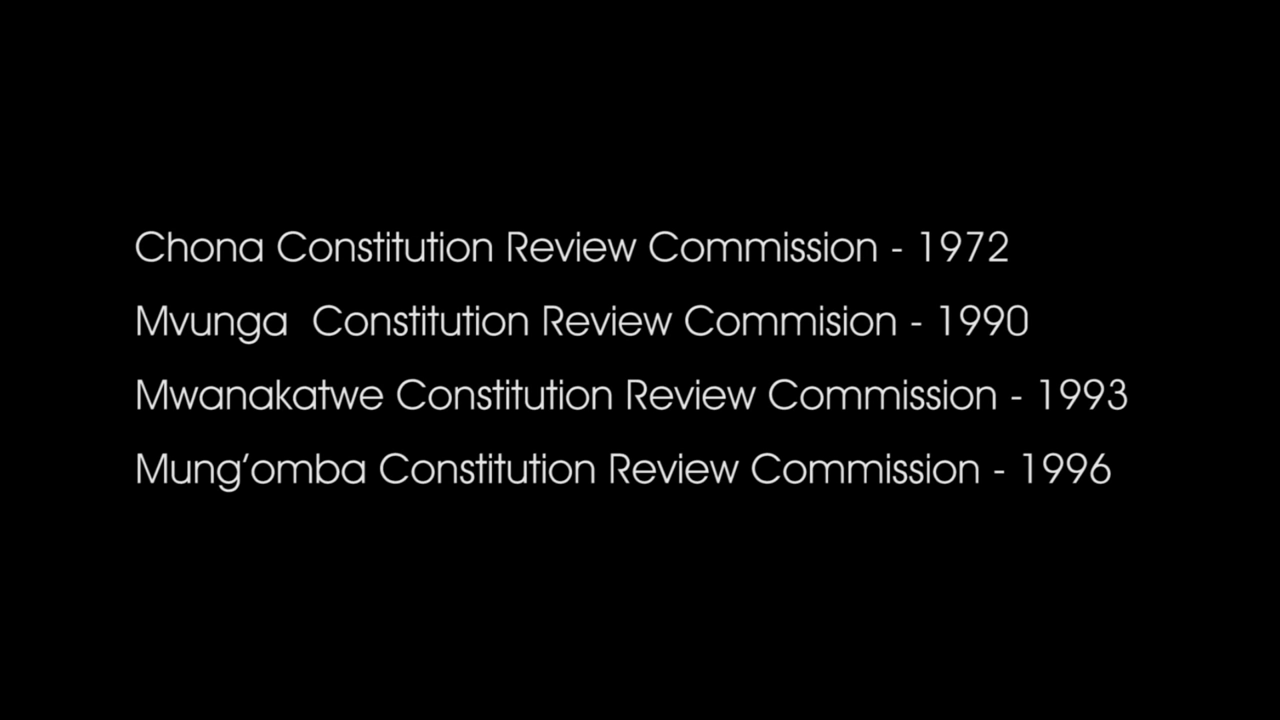 Chona Constitution Review Commission - 1972
Mvunga  Constitution Review Commision - 1990
Mwanakatwe Constitution Review Commission - 1993
Mung’omba Constitution Review Commission - 1996